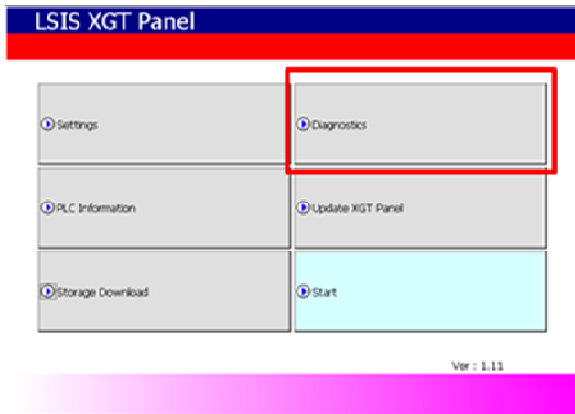 LSIS XGT Panel
Settings
Diagnostics
PLC Information
Update XGT Panel
Storage Download
Start
Ver : 1.11